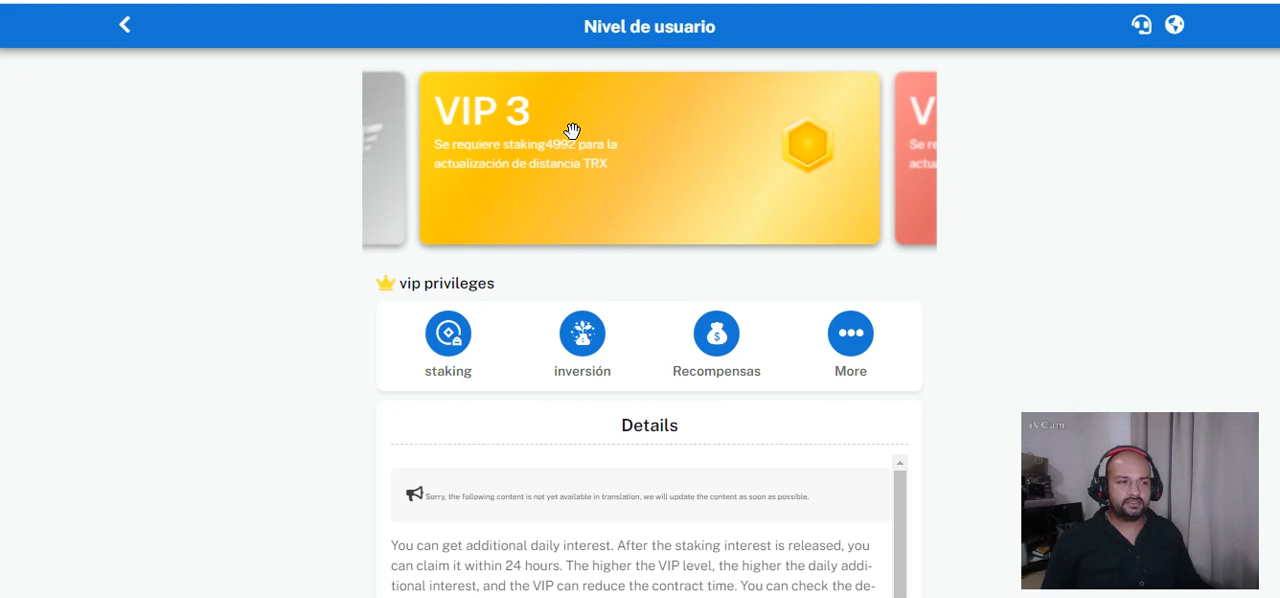 Nivel de usuario
VIP 3
Se requiere staking4992 para la
actualización de distancia TRX
V
Se re
actua
vip privileges
staking
inversión
Recompensas
More
Details
Sorry, the following content is not yet available in translation, we will update the content as soon as possible.
You can get additional daily interest. After the staking interest is released, you
can claim it within 24 hours. The higher the VIP level, the higher the daily addi-
tional interest, and the VIP can reduce the contract time. You can check the de-
iVCam